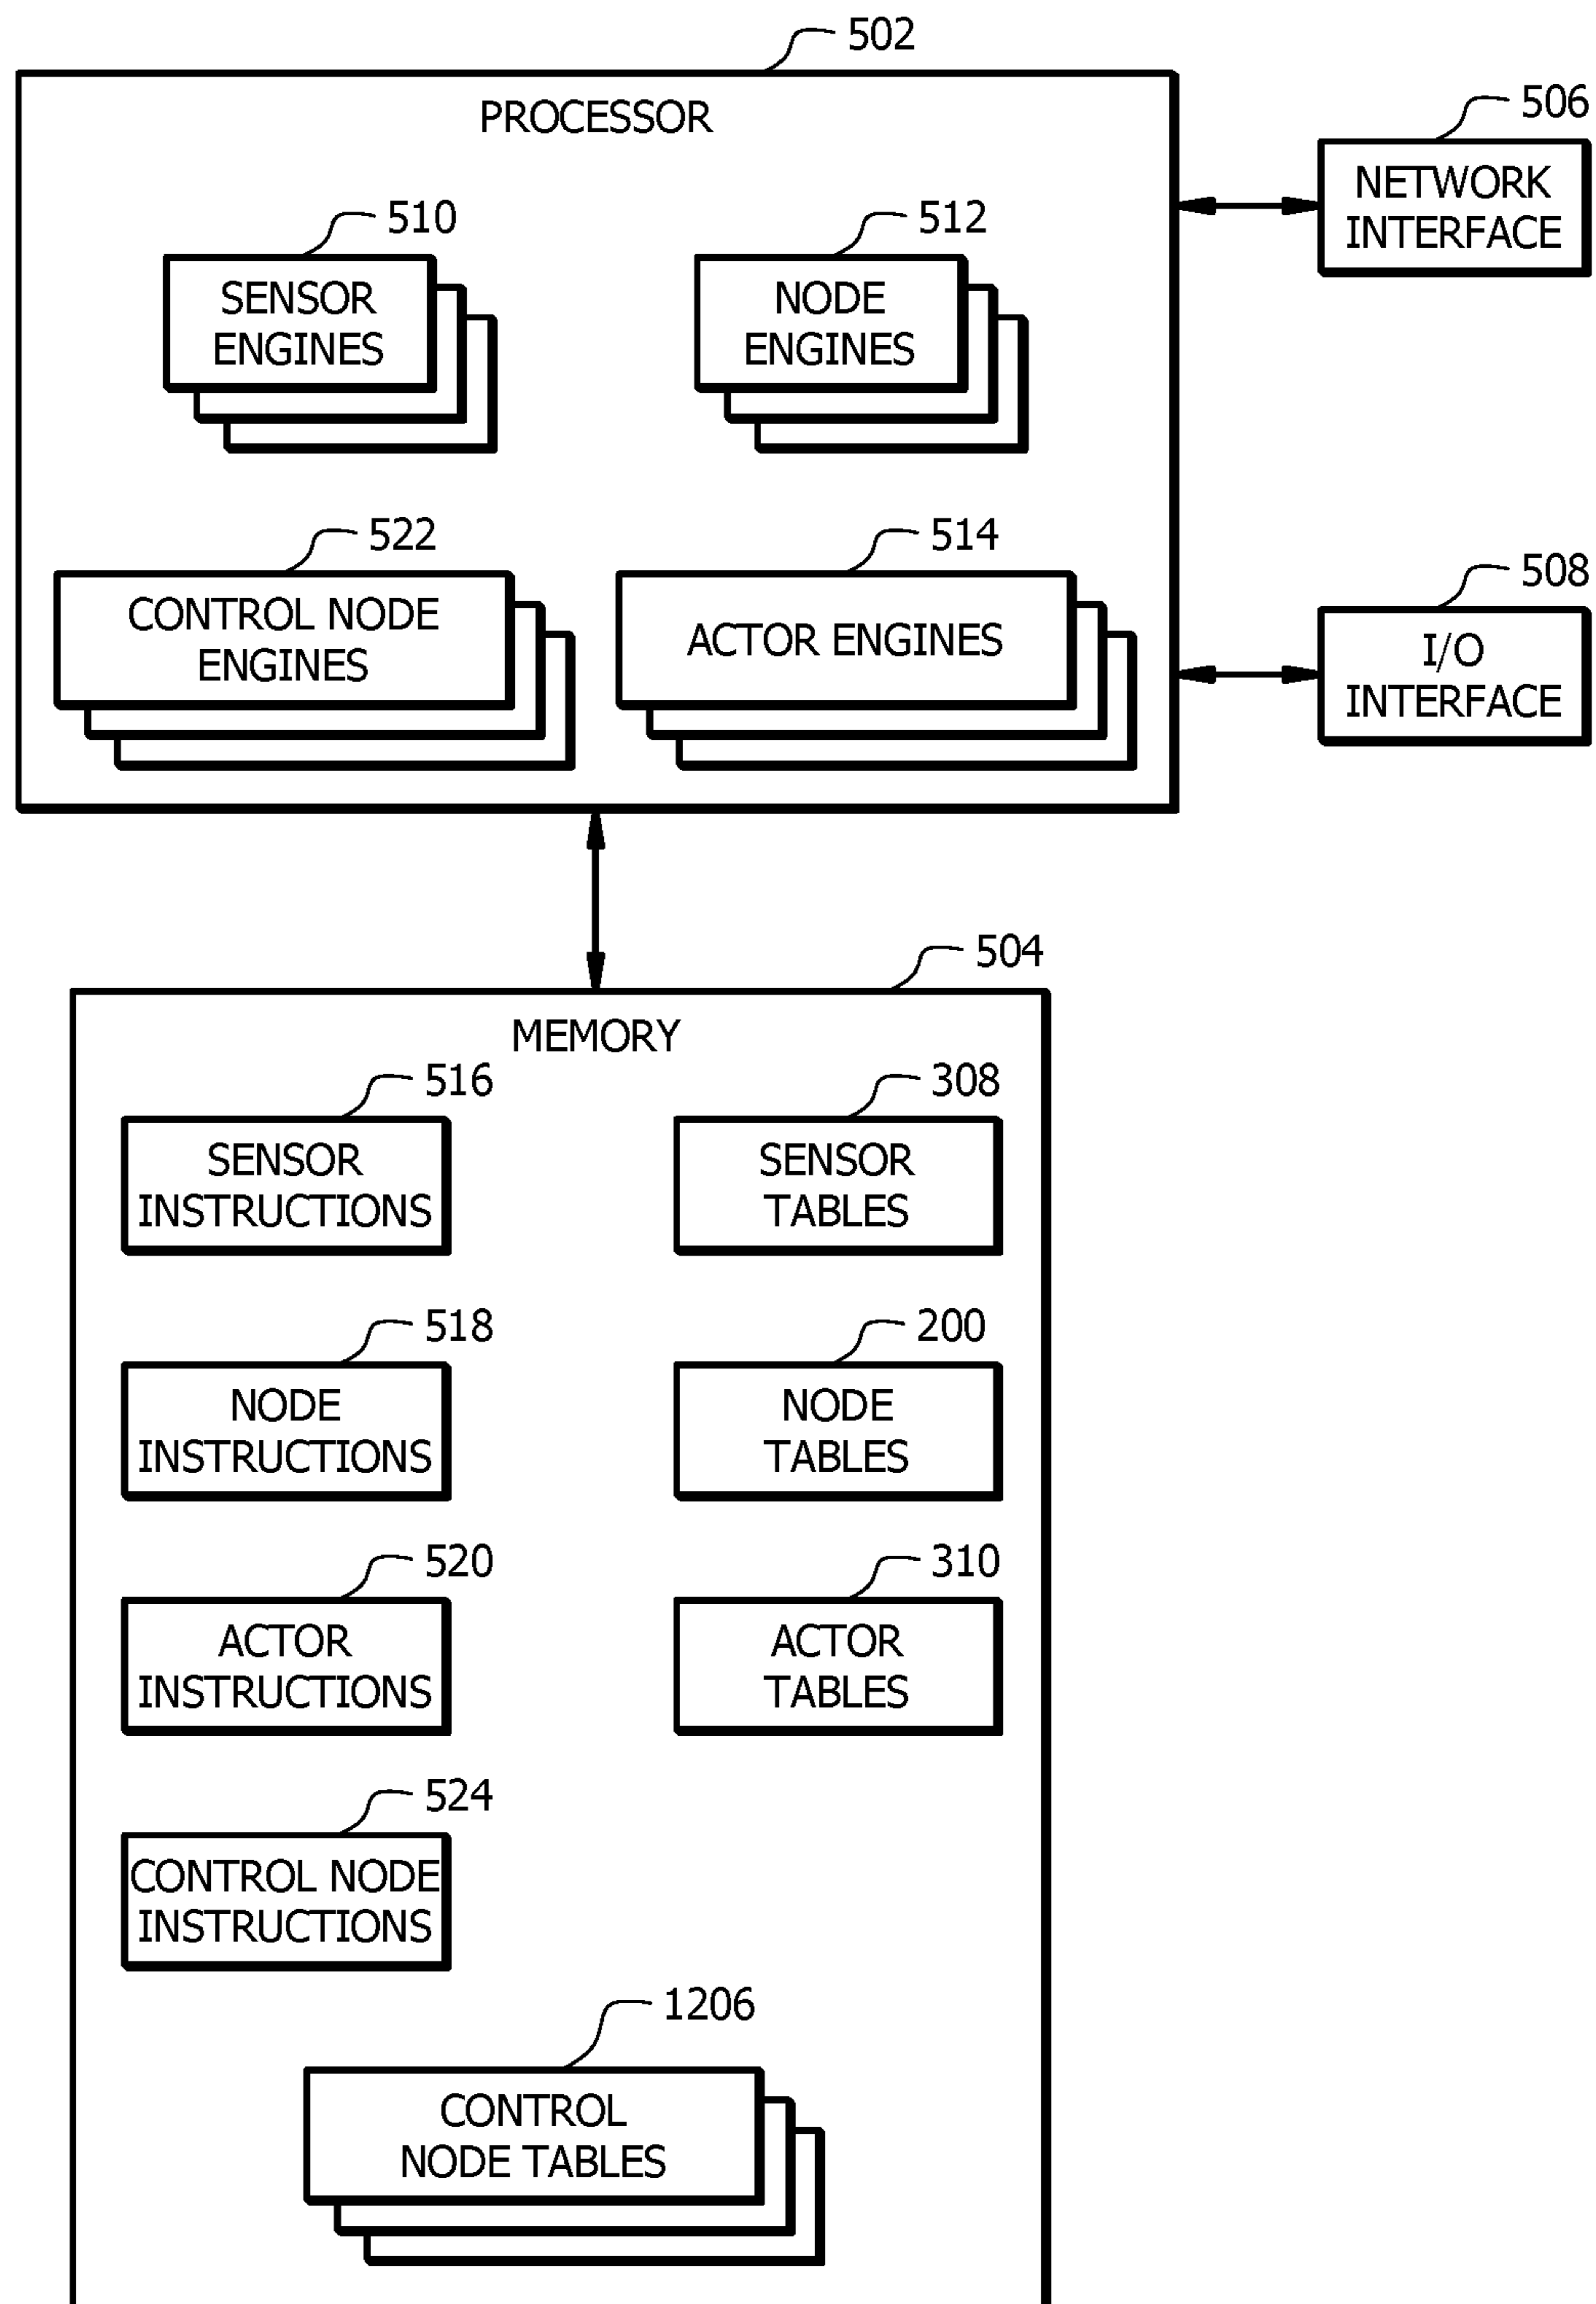 502
PROCESSOR
506
NETWORK
INTERFACE
510
SENSOR
ENGINES
512
NODE
ENGINES
522
CONTROL NODE
ENGINES
514
ACTOR ENGINES
508
I/O
INTERFACE
504
MEMORY
516
SENSOR
INSTRUCTIONS
308
SENSOR
TABLES
518
NODE
INSTRUCTIONS
200
NODE
TABLES
520
ACTOR
INSTRUCTIONS
310
ACTOR
TABLES
524
CONTROL NODE
INSTRUCTIONS
1206
CONTROL
NODE TABLES